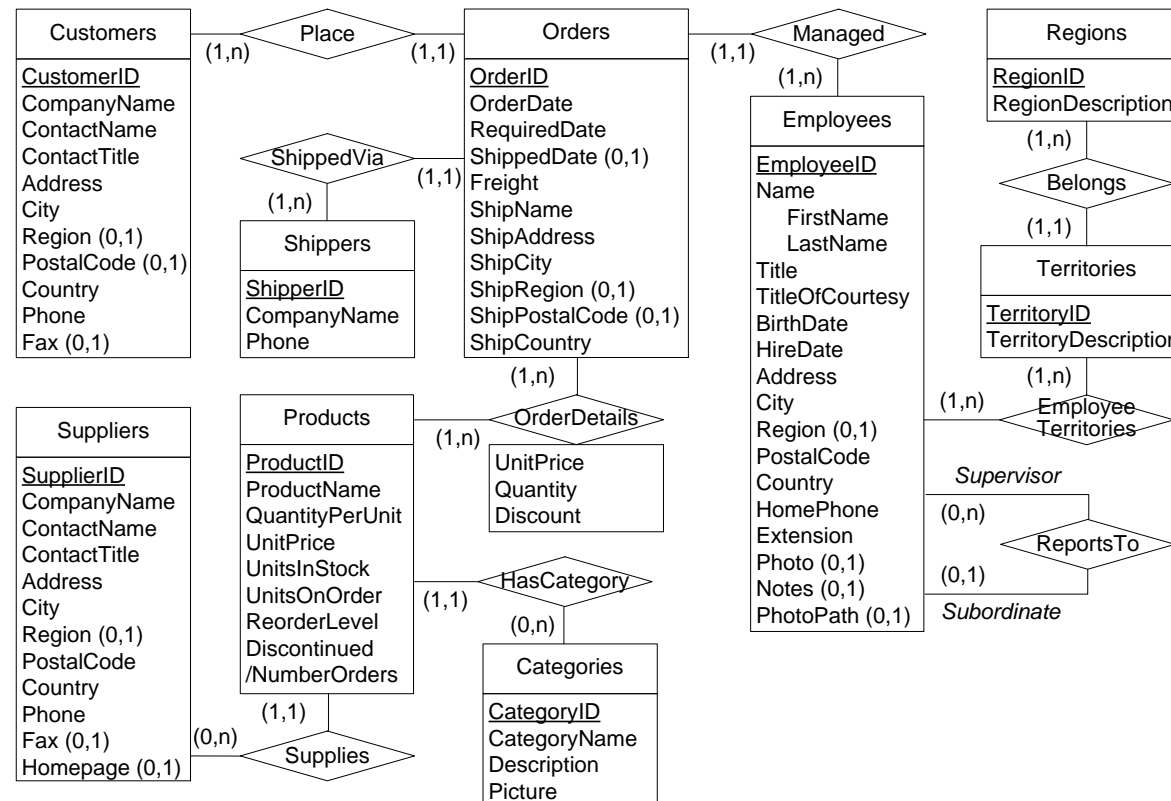 Customers
CustomerID
CompanyName
ContactName
ContactTitle
Address
City
Region (0,1)
PostalCode (0,1)
Country
Phone
Fax (0,1)
(1,n)
Place
(1,1)
Orders
OrderID
OrderDate
RequiredDate
ShippedDate (0,1)
Freight
ShipName
ShipAddress
ShipCity
ShipRegion (0,1)
ShipPostalCode (0,1)
ShipCountry
(1,1)
Managed
(1,n)
ShippedVia
(1,1)
(1,n)
Shippers
ShipperID
CompanyName
Phone
Employees
EmployeeID
Name
FirstName
LastName
Title
TitleOfCourtesy
BirthDate
HireDate
Address
City
Region (0,1)
PostalCode
Country
HomePhone
Extension
Photo (0,1)
Notes (0,1)
PhotoPath (0,1)
Regions
RegionID
RegionDescription
(1,n)
Belongs
(1,1)
Territories
TerritoryID
TerritoryDescription
(1,n)
(1,n)
Employee
Territories
Supervisor
(0,n)
ReportsTo
(0,1)
Subordinate
(1,n)
OrderDetails
(1,n)
UnitPrice
Quantity
Discount
Products
ProductID
ProductName
QuantityPerUnit
UnitPrice
UnitsInStock
UnitsOnOrder
ReorderLevel
Discontinued
/NumberOrders
(1,1)
HasCategory
(0,n)
Categories
CategoryID
CategoryName
Description
Picture
Suppliers
SupplierID
CompanyName
ContactName
ContactTitle
Address
City
Region (0,1)
PostalCode
Country
Phone
Fax (0,1)
Homepage (0,1)
(0,n)
Supplies
(1,1)